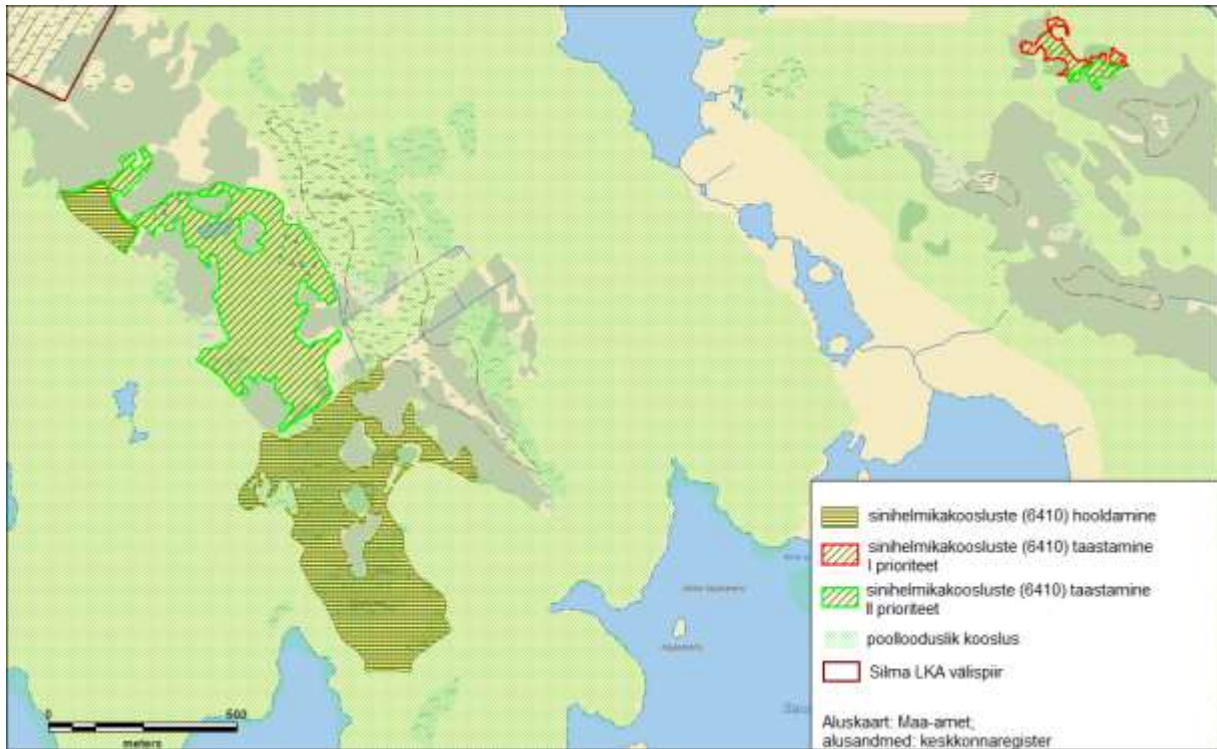 sinihelmikakoosluste (6410) hooldamine
sinihelmikakoosluste (6410) taastamine
I prioriteet
sinihelmikakoosluste (6410) taastamine
II prioriteet
poollooduslik kooslus
Silma LKA välispiir
Aluskaart: Maa-amet,
alusandmed: keskkonnaregister
0 500
meters